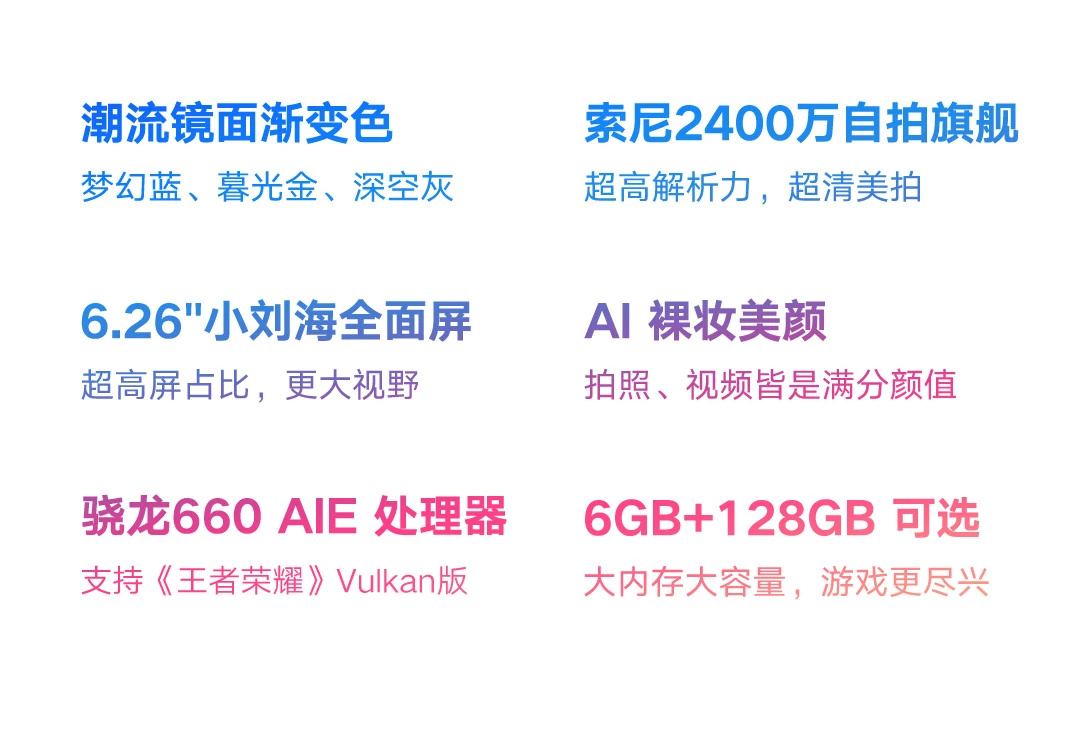 潮流镜面渐变色
梦幻蓝、暮光金、深空灰
索尼2400万自拍旗舰
超高解析力，超清美拍
6.26"小刘海全面屏
超高屏占比，更大视野
AI 裸妆美颜
拍照、视频皆是满分颜值
骁龙660 AIE 处理器
支持《王者荣耀》Vulkan版
6GB+128GB 可选
大内存大容量，游戏更尽兴